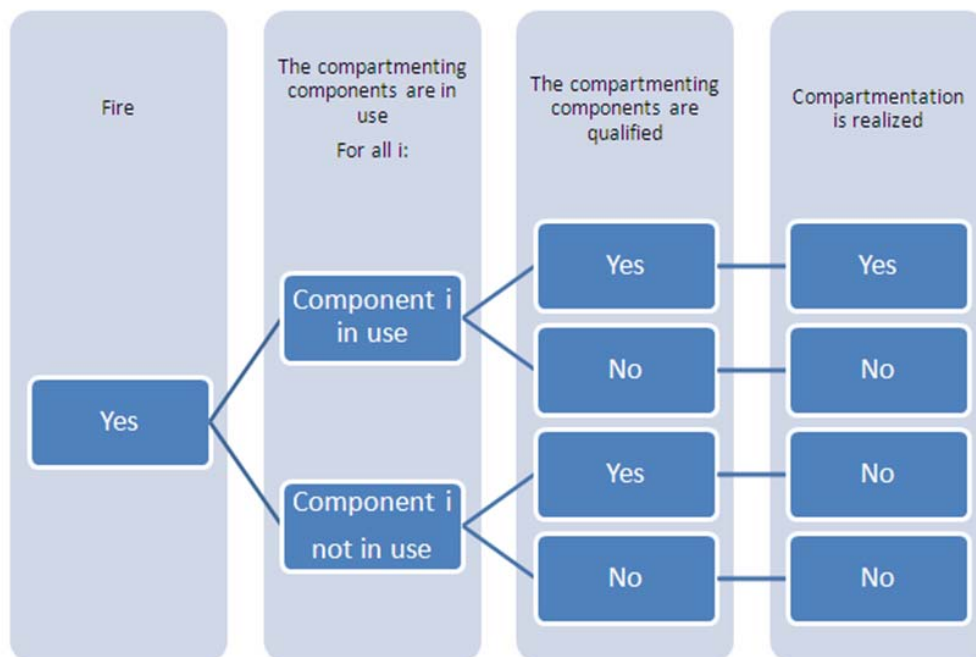 Fire
The compartmenting
components are in
use
For all i:
The compartmenting
components are
qualified
Compartmentation
is realized
Yes
Component i
in use
Component i
not in use
Yes
No
Yes
No
Yes
No
No
No